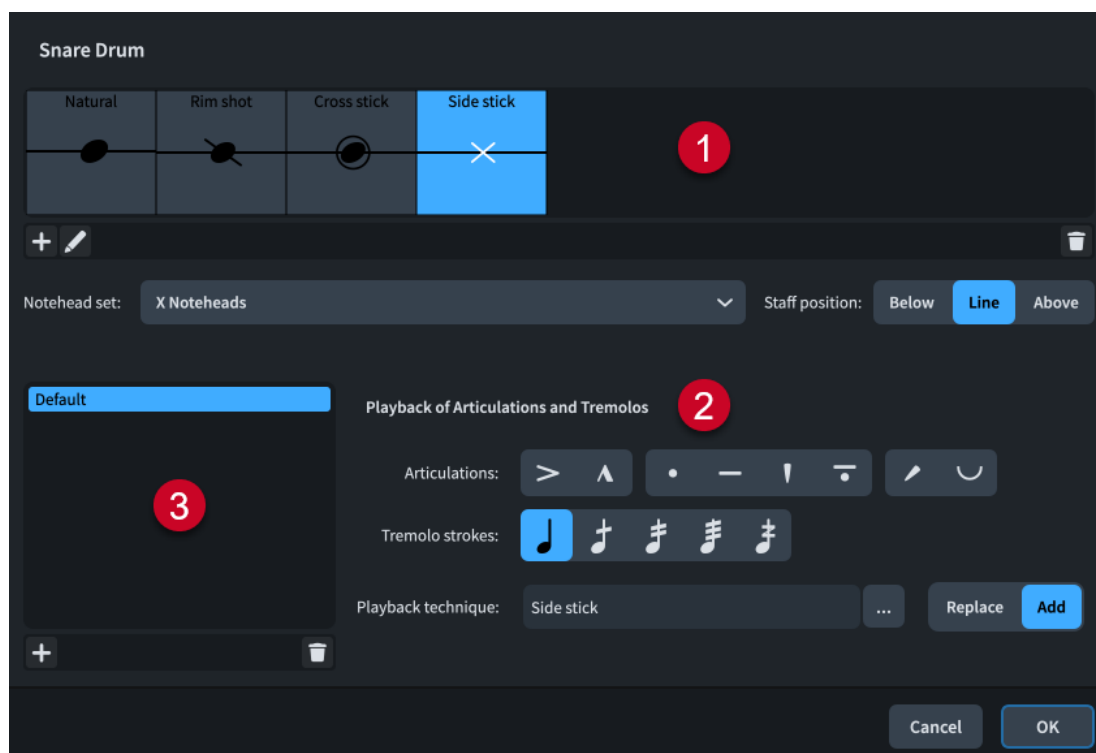 Snare Drum
Natural Rim shot Cross stick Side stick
1
Notehead set: X Noteheads Staff position: Below Line Above
Default
Playback of Articulations and Tremolos 2
Articulations:
3
Tremolo strokes:
Playback technique: Side stick ... Replace Add
Cancel OK